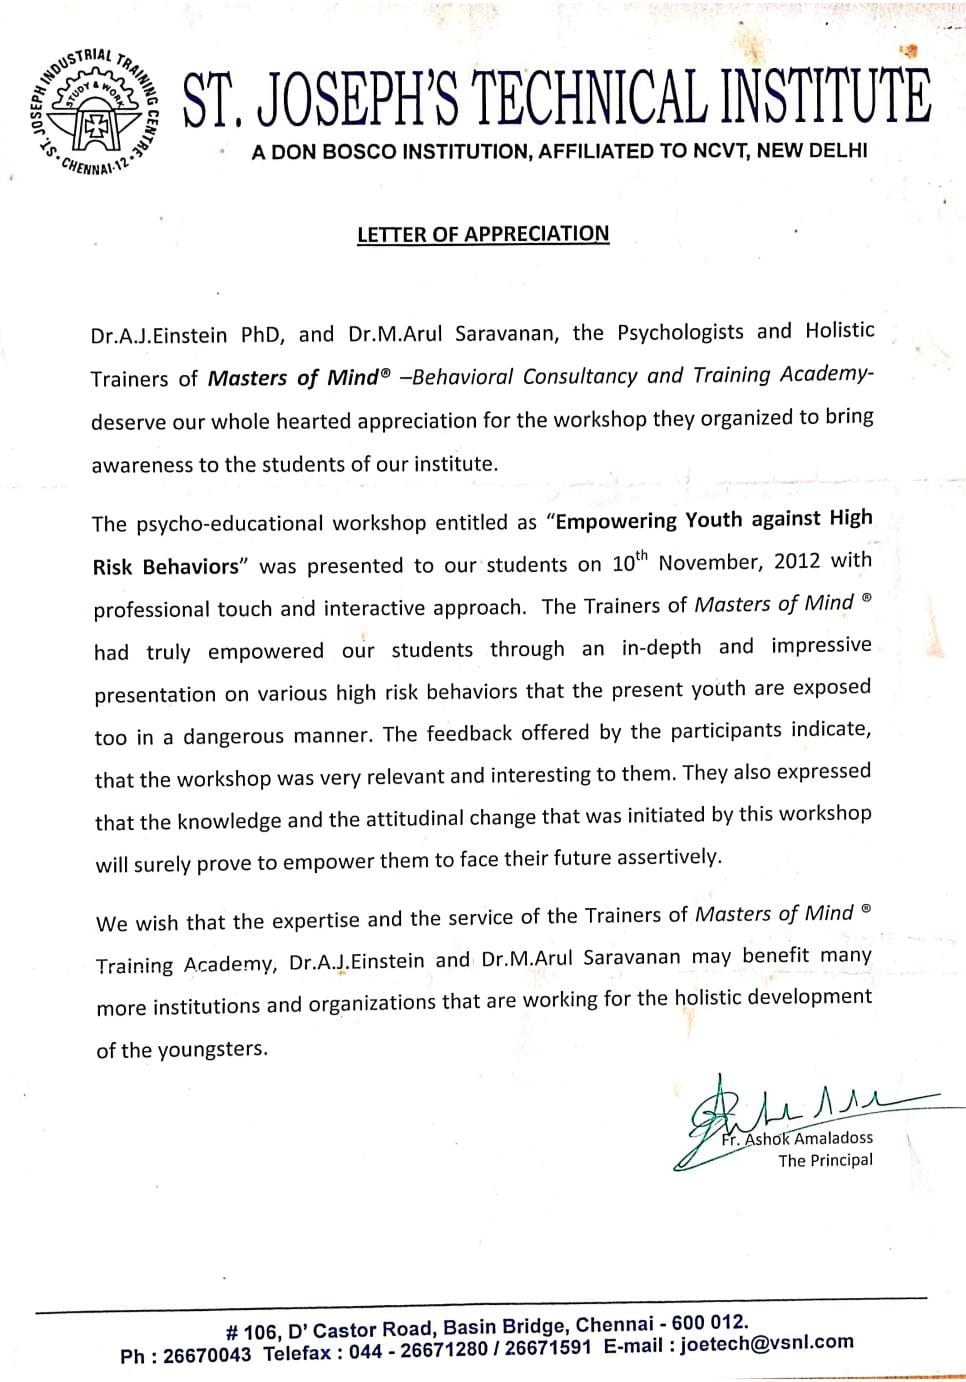 ST. JOSEPH INDUSTRIAL TRAINING CENTRE
STUDY & WORK
CHENNAI-12
ST. JOSEPH'S TECHNICAL INSTITUTE
A DON BOSCO INSTITUTION, AFFILIATED TO NCVT, NEW DELHI
LETTER OF APPRECIATION
Dr.A.J.Einstein PhD, and Dr.M.Arul Saravanan, the Psychologists and Holistic
Trainers of Masters of Mind® –Behavioral Consultancy and Training Academy-
deserve our whole hearted appreciation for the workshop they organized to bring
awareness to the students of our institute.
The psycho-educational workshop entitled as “Empowering Youth against High
Risk Behaviors” was presented to our students on 10th November, 2012 with
professional touch and interactive approach. The Trainers of Masters of Mind ®
had truly empowered our students through an in-depth and impressive
presentation on various high risk behaviors that the present youth are exposed
too in a dangerous manner. The feedback offered by the participants indicate,
that the workshop was very relevant and interesting to them. They also expressed
that the knowledge and the attitudinal change that was initiated by this workshop
will surely prove to empower them to face their future assertively.
We wish that the expertise and the service of the Trainers of Masters of Mind ®
Training Academy, Dr.A.J.Einstein and Dr.M.Arul Saravanan may benefit many
more institutions and organizations that are working for the holistic development
of the youngsters.
Fr. Ashok Amaladoss
The Principal
# 106, D' Castor Road, Basin Bridge, Chennai - 600 012.
Ph : 26670043 Telefax : 044 - 26671280 / 26671591 E-mail : joetech@vsnl.com